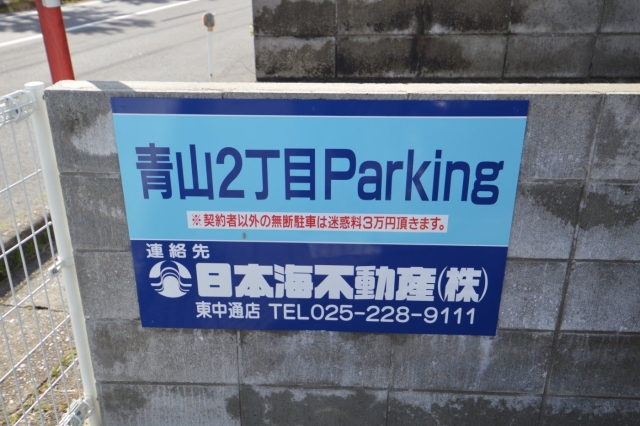 青山2丁目Parking
※契約者以外の無断駐車は迷惑料3万円頂きます。
連絡先
日本海不動産(株)
東中通店 TEL025-228-9111